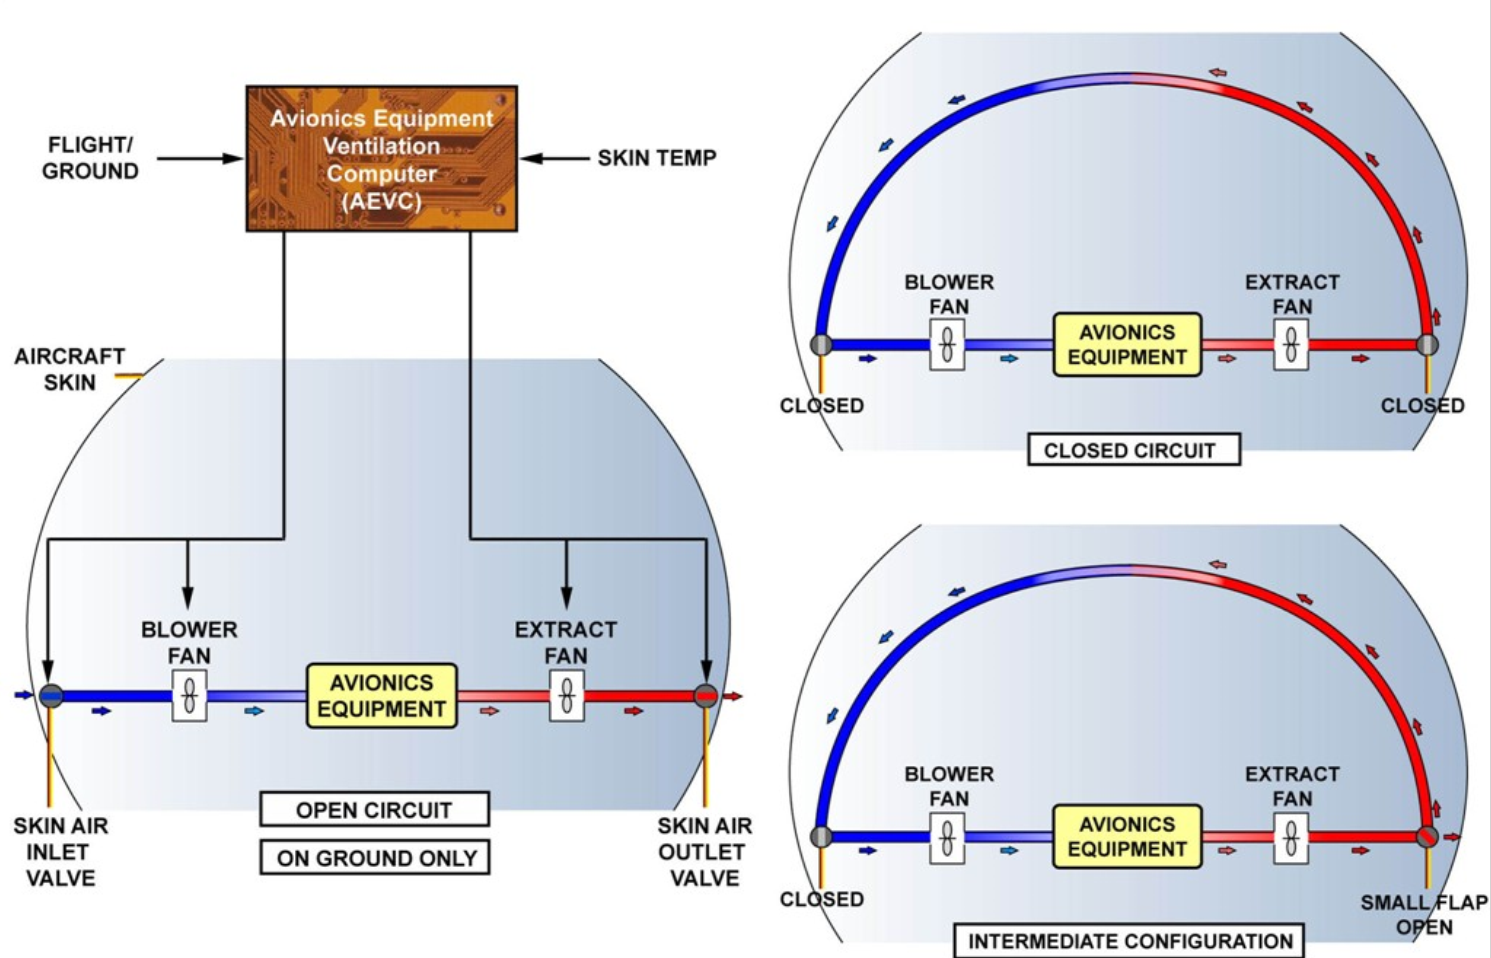 Avionics Equipment
Ventilation
Computer
(AEVC)
FLIGHT/
GROUND
SKIN TEMP
AIRCRAFT
SKIN
BLOWER
FAN
EXTRACT
FAN
AVIONICS
EQUIPMENT
OPEN CIRCUIT
ON GROUND ONLY
SKIN AIR
INLET
VALVE
SKIN AIR
OUTLET
VALVE
BLOWER
FAN
EXTRACT
FAN
AVIONICS
EQUIPMENT
CLOSED
CLOSED
CLOSED CIRCUIT
BLOWER
FAN
EXTRACT
FAN
AVIONICS
EQUIPMENT
CLOSED
SMALL FLAP
OPEN
INTERMEDIATE CONFIGURATION